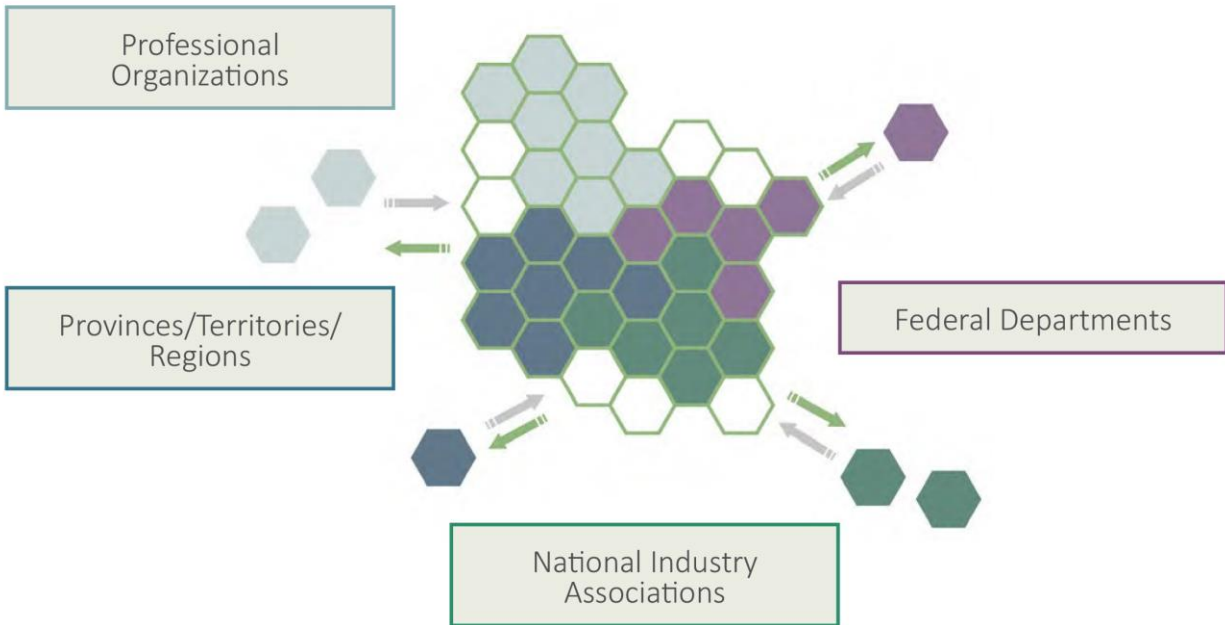 Professional
Organizations
Provinces/Territories/
Regions
Federal Departments
National Industry
Associations